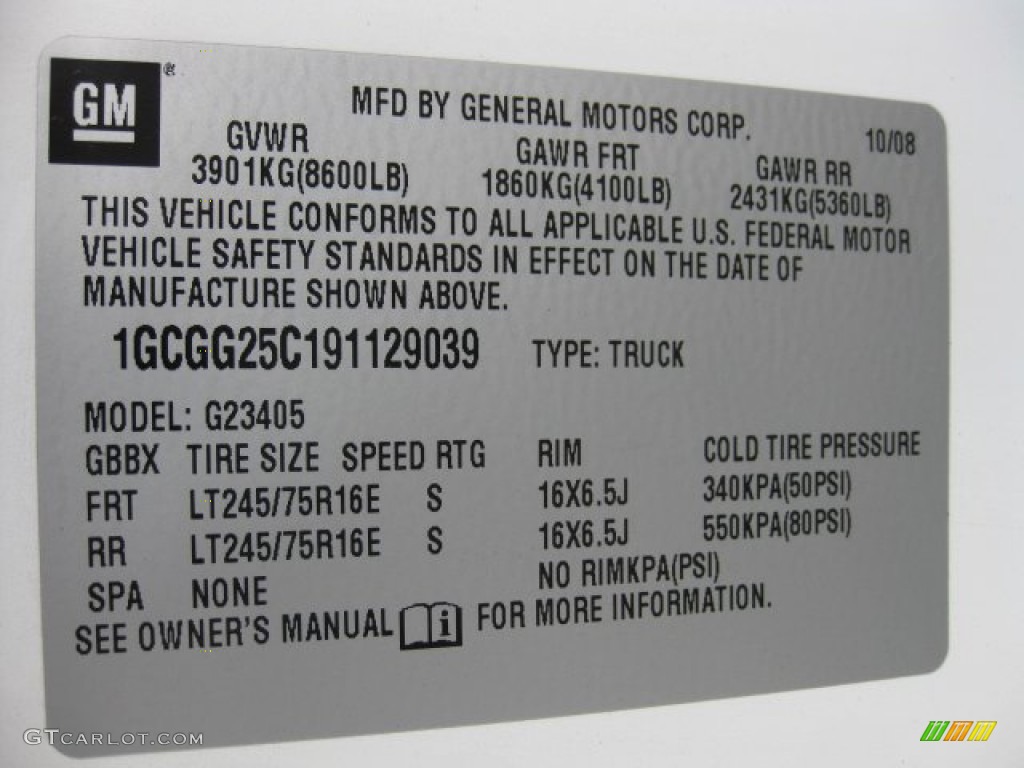 GM®
MFD BY GENERAL MOTORS CORP.
10/08
GVWR GAWR FRT GAWR RR
3901KG(8600LB) 1860KG(4100LB) 2431KG(5360LB)
THIS VEHICLE CONFORMS TO ALL APPLICABLE U.S. FEDERAL MOTOR
VEHICLE SAFETY STANDARDS IN EFFECT ON THE DATE OF
MANUFACTURE SHOWN ABOVE.
1GCGG25C191129039 TYPE: TRUCK
MODEL: G23405
GBBX TIRE SIZE SPEED RTG RIM COLD TIRE PRESSURE
FRT LT245/75R16E S 16X6.5J 340KPA(50PSI)
RR LT245/75R16E S 16X6.5J 550KPA(80PSI)
SPA NONE NO RIMKPA(PSI)
SEE OWNER'S MANUAL i FOR MORE INFORMATION.
GTCARLOT.COM